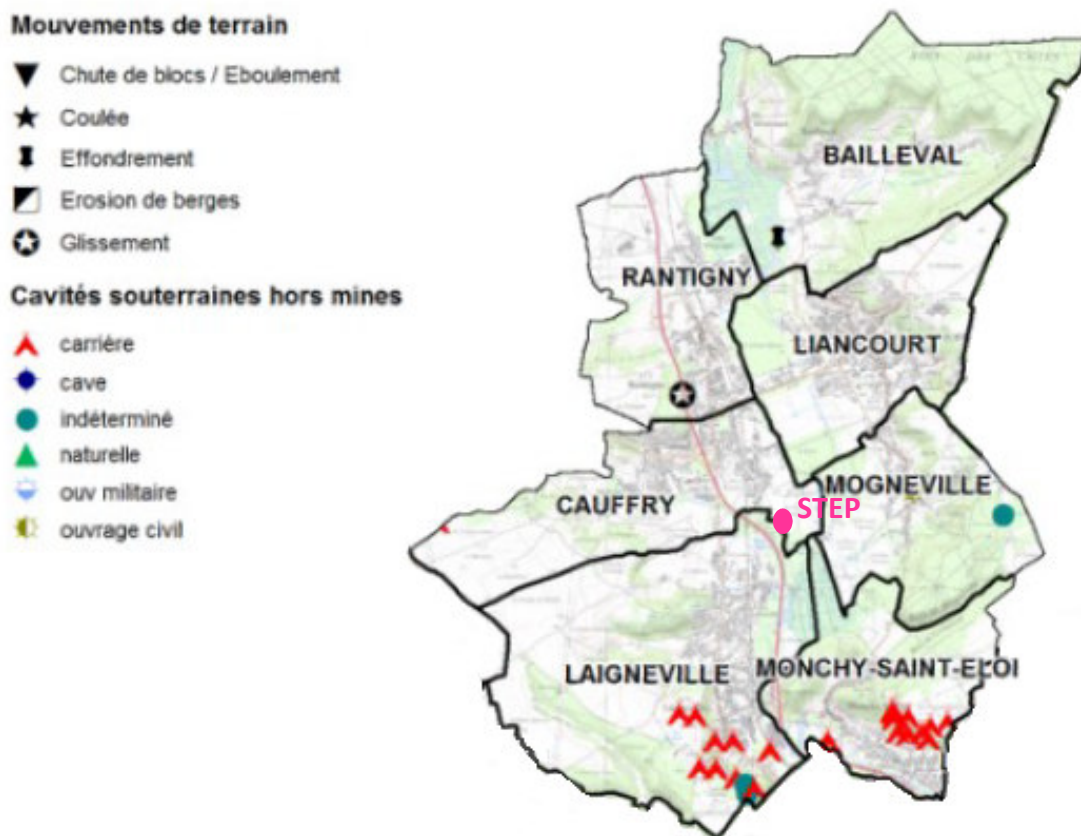 Mouvements de terrain
Chute de blocs / Eboulement
Coulée
Effondrement
Erosion de berges
Glissement
Cavités souterraines hors mines
carrière
cave
indéterminé
naturelle
ouv militaire
ouvrage civil
BAILLEVAL
RANTIGNY
LIANCOURT
MOGNEVILLE
CAUFFRY
STEP
LAIGNEVILLE
MONCHY-SAINT-ELOI